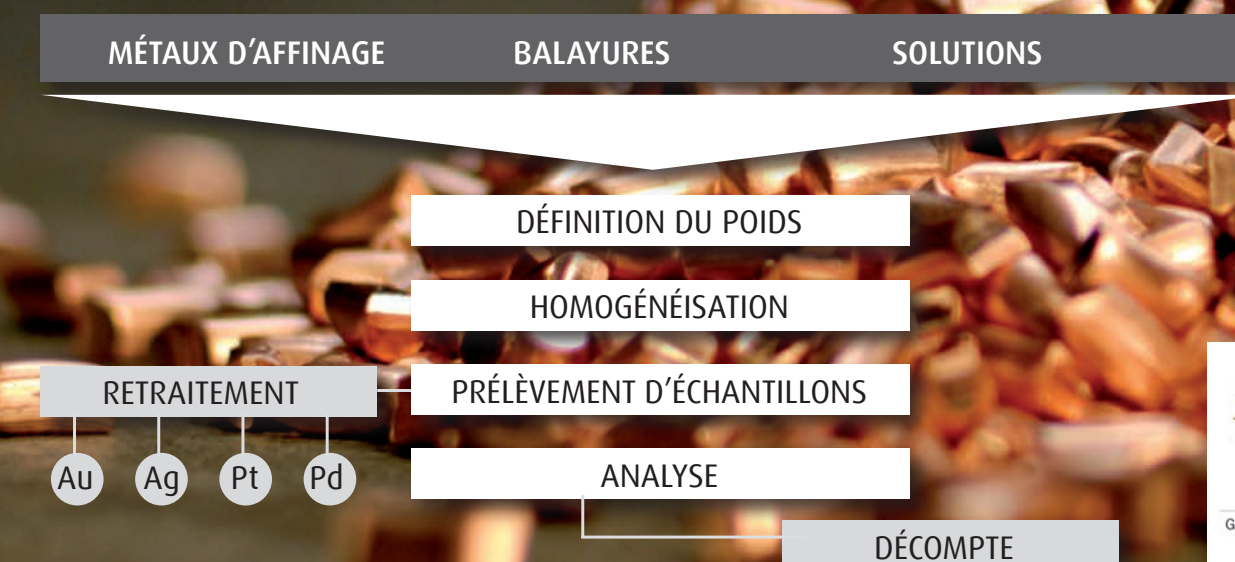 MÉTAUX D'AFFINAGE BALAYURES SOLUTIONS
DÉFINITION DU POIDS
HOMOGÉNÉISATION
RETRAITEMENT PRÉLÈVEMENT D'ÉCHANTILLONS
Au Ag Pt Pd ANALYSE
G
DÉCOMPTE